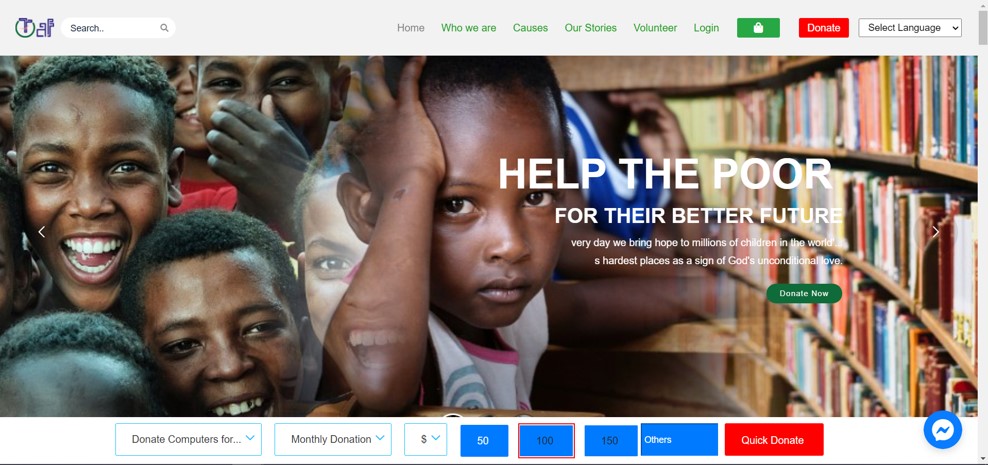 Taf
Search..
Home Who we are Causes Our Stories Volunteer Login Donate Select Language
HELP THE POOR
FOR THEIR BETTER FUTURE
very day we bring hope to millions of children in the world'..
s hardest places as a sign of God's unconditional love.
Donate Now
Donate Computers for... Monthly Donation $ 50 100 150 Others Quick Donate